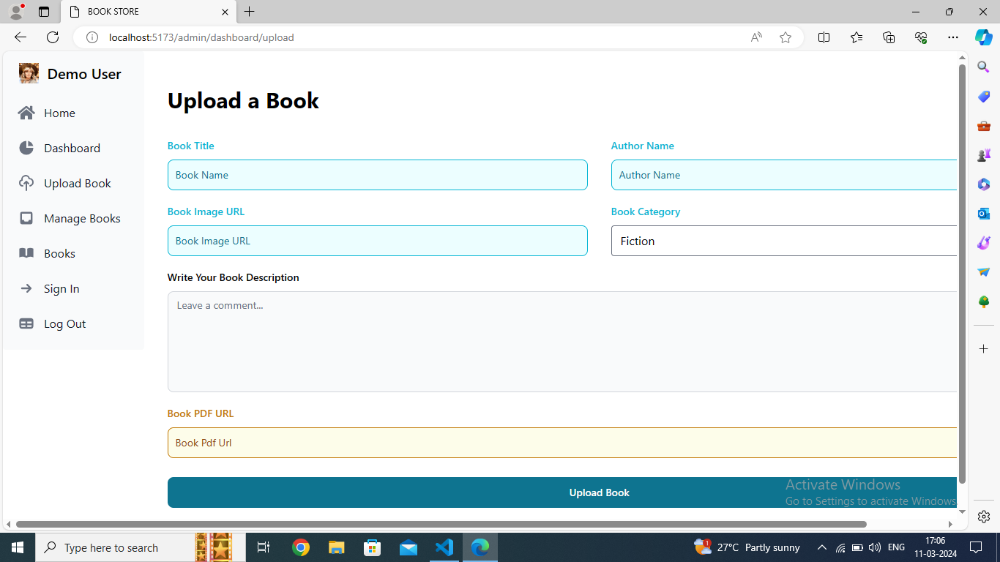 BOOK STORE
localhost:5173/admin/dashboard/upload
Demo User
Home
Dashboard
Upload Book
Manage Books
Books
Sign In
Log Out
Upload a Book
Book Title
Author Name
Book Name
Author Name
Book Image URL
Book Category
Book Image URL
Fiction
Write Your Book Description
Leave a comment...
Book PDF URL
Book Pdf Url
Upload Book
Activate Windows
Go to Settings to activate Windows.
Type here to search
1
27°C Partly sunny
ENG
17:06
11-03-2024